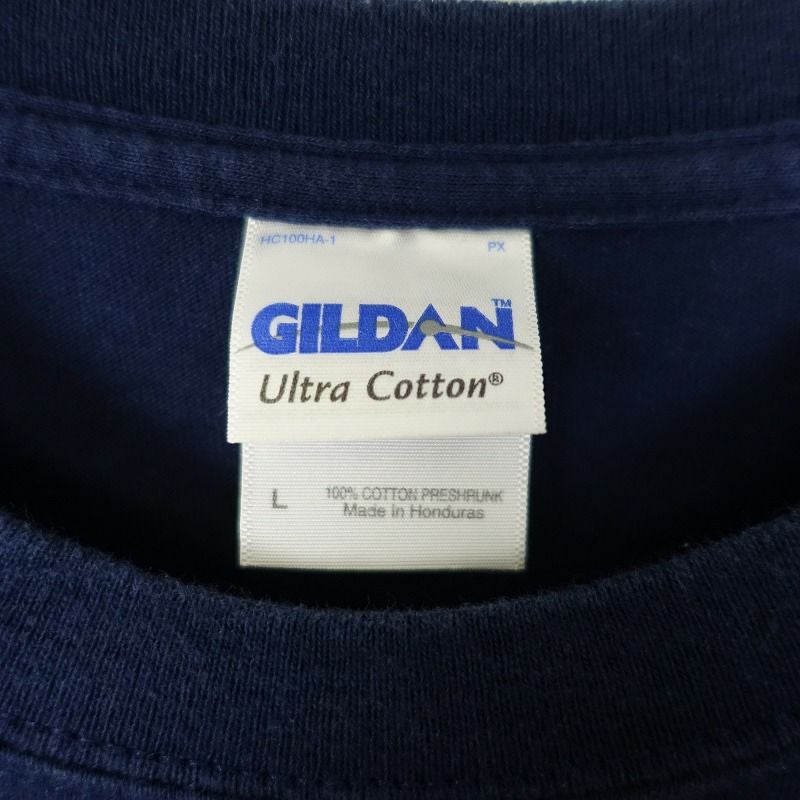 HC100HA-1 PX
GILDAN™
Ultra Cotton®
L 100% COTTON PRESHRUNK
Made in Honduras